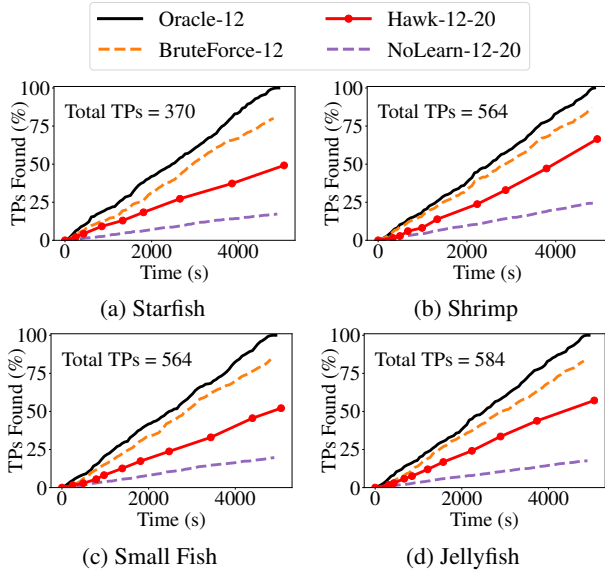 Oracle-12
Hawk-12-20
BruteForce-12
NoLearn-12-20
100
75
50
25
0
TPs Found (%)
Total TPs = 370
0
2000
4000
Time (s)
(a) Starfish
100
75
50
25
0
TPs Found (%)
Total TPs = 564
0
2000
4000
Time (s)
(b) Shrimp
100
75
50
25
0
TPs Found (%)
Total TPs = 564
0
2000
4000
Time (s)
(c) Small Fish
100
75
50
25
0
TPs Found (%)
Total TPs = 584
0
2000
4000
Time (s)
(d) Jellyfish